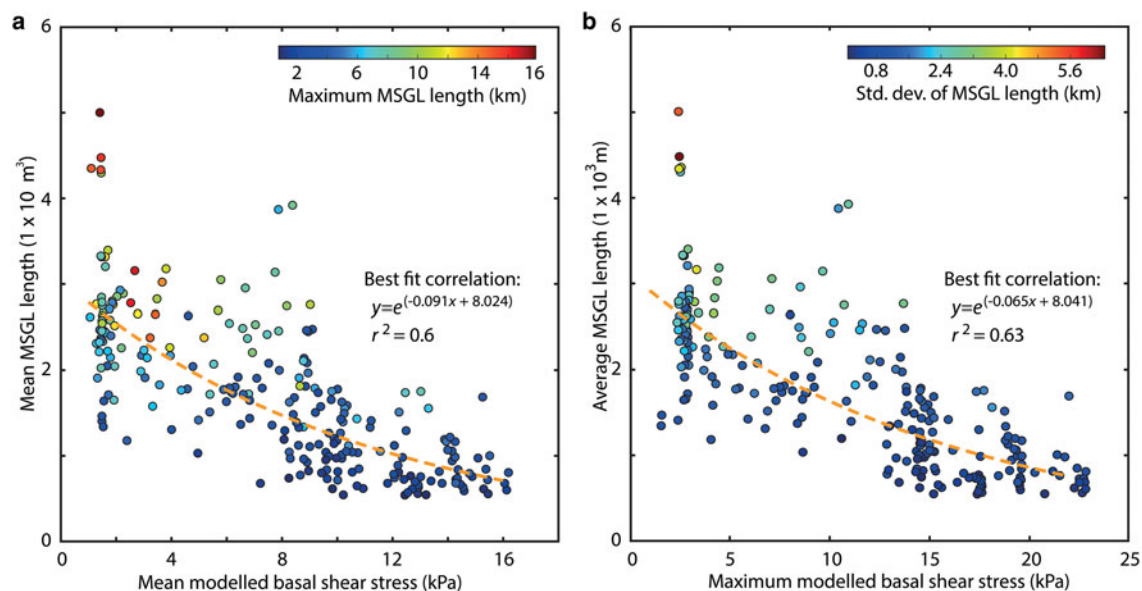 a
6
2 6 10 14 16
Maximum MSGL length (km)
4
Mean MSGL length (1 x 10 m³)
Best fit correlation:
y=e^(-0.091x + 8.024)
r² = 0.6
2
0
0 4 8 12 16
Mean modelled basal shear stress (kPa)
b
6
0.8 2.4 4.0 5.6
Std. dev. of MSGL length (km)
4
Average MSGL length (1 x 10³ m)
Best fit correlation:
y=e^(-0.065x + 8.041)
r² = 0.63
2
0
0 5 10 15 20 25
Maximum modelled basal shear stress (kPa)